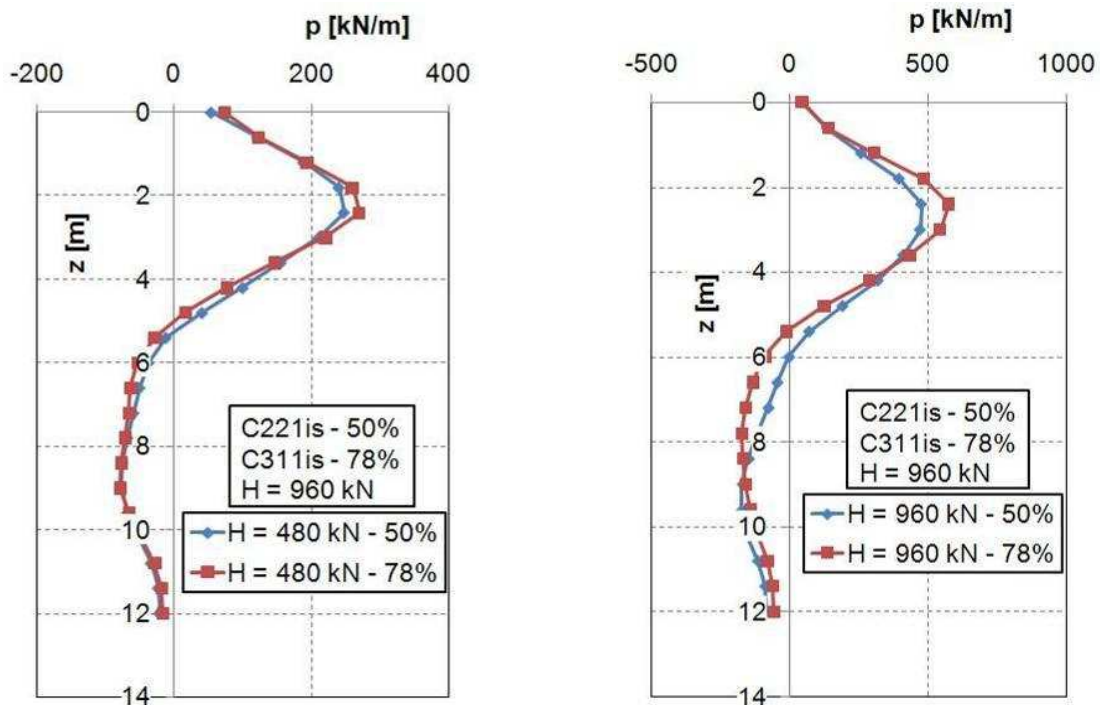 p [kN/m]
-200 0 200 400
0
2
4
6
8
10
12
14
z [m]
C221is - 50%
C311is - 78%
H = 960 kN
H = 480 kN - 50%
H = 480 kN - 78%
p [kN/m]
-500 0 500 1000
0
2
4
6
8
10
12
14
z [m]
C221is - 50%
C311is - 78%
H = 960 kN
H = 960 kN - 50%
H = 960 kN - 78%